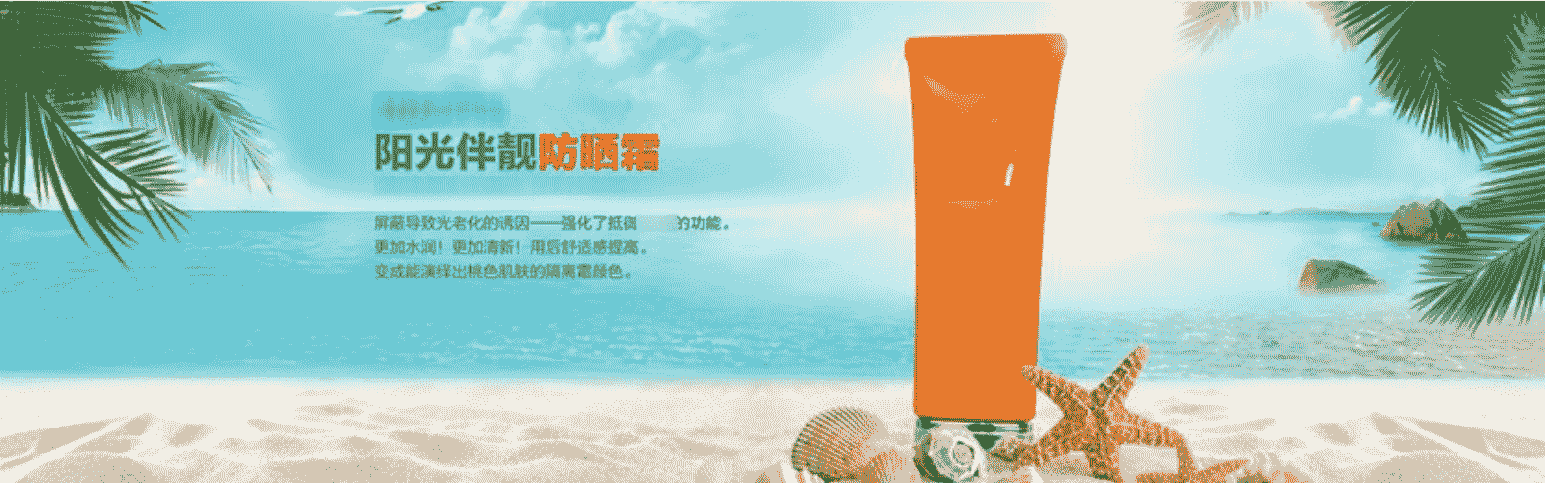 阳光伴靓防晒霜
屏蔽导致光老化的诱因——强化了抵御 的功能。
更加水润！更加清新！用后舒适感提高。
变成能演绎出桃色肌肤的隔离霜颜色。